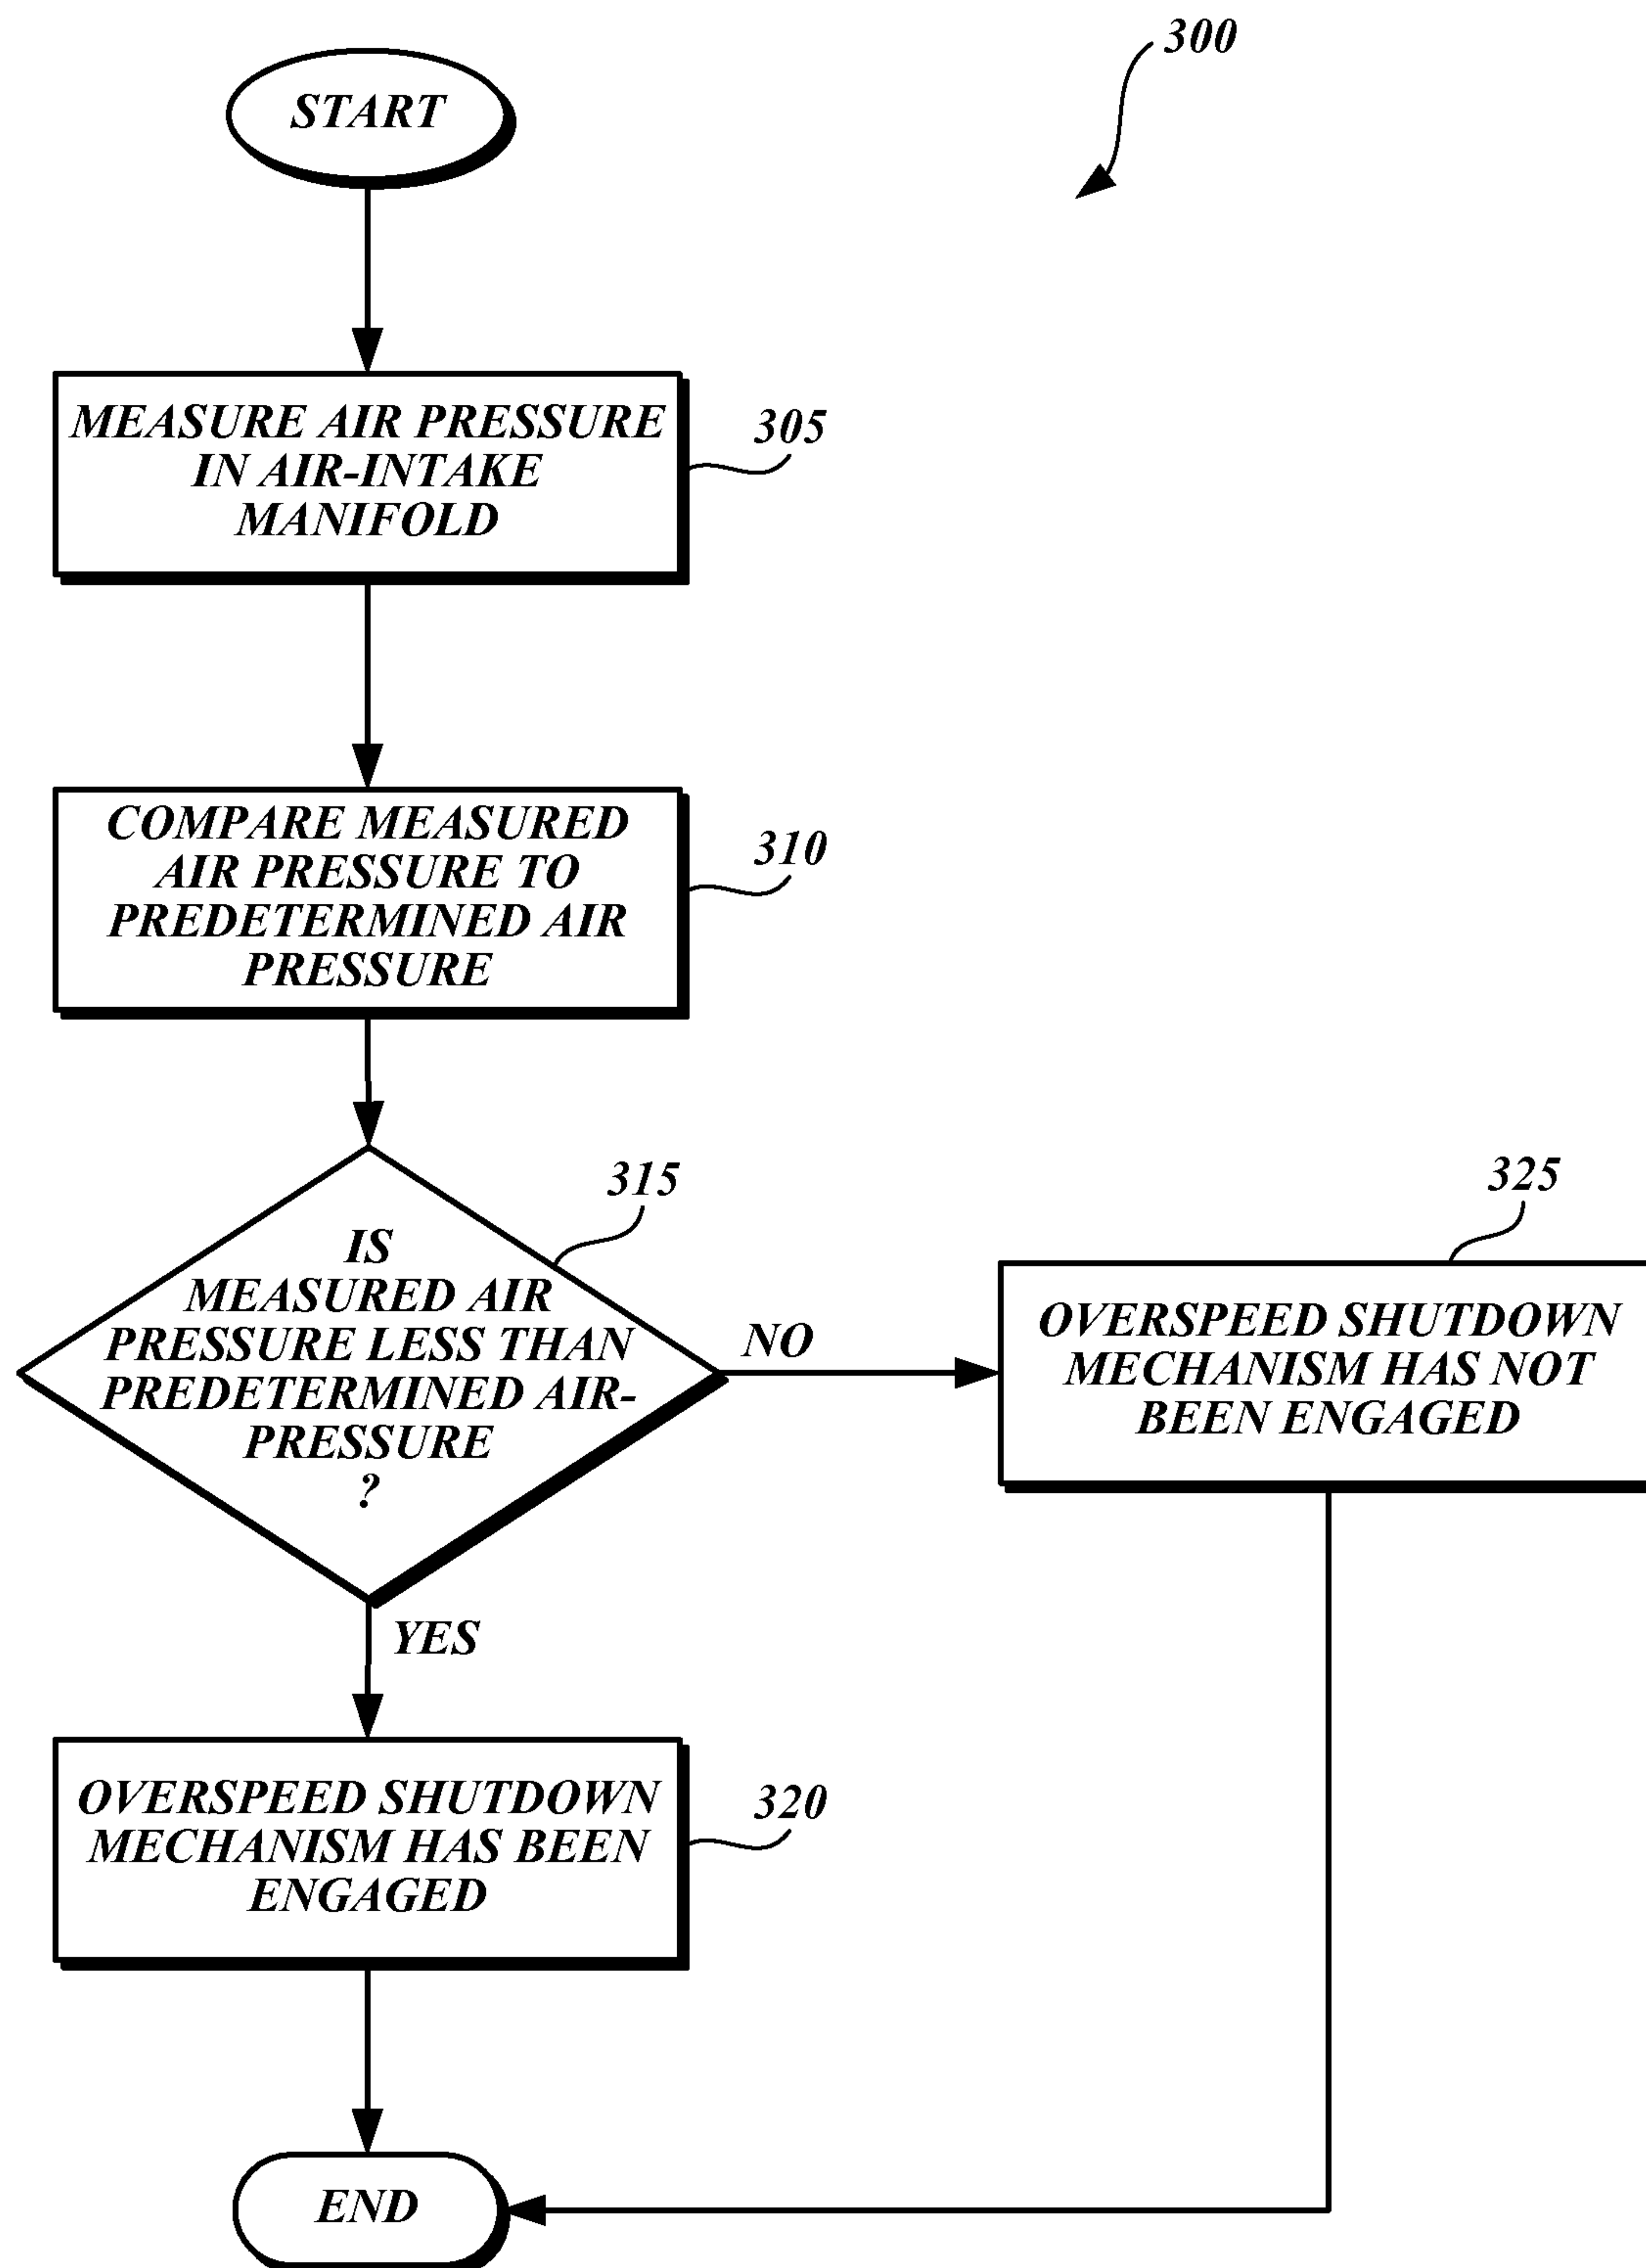 300
START
MEASURE AIR PRESSURE
IN AIR-INTAKE
MANIFOLD
305
COMPARE MEASURED
AIR PRESSURE TO
PREDETERMINED AIR
PRESSURE
310
315
IS
MEASURED AIR
PRESSURE LESS THAN
PREDETERMINED AIR-
PRESSURE
?
NO
325
OVERSPEED SHUTDOWN
MECHANISM HAS NOT
BEEN ENGAGED
YES
OVERSPEED SHUTDOWN
MECHANISM HAS BEEN
ENGAGED
320
END